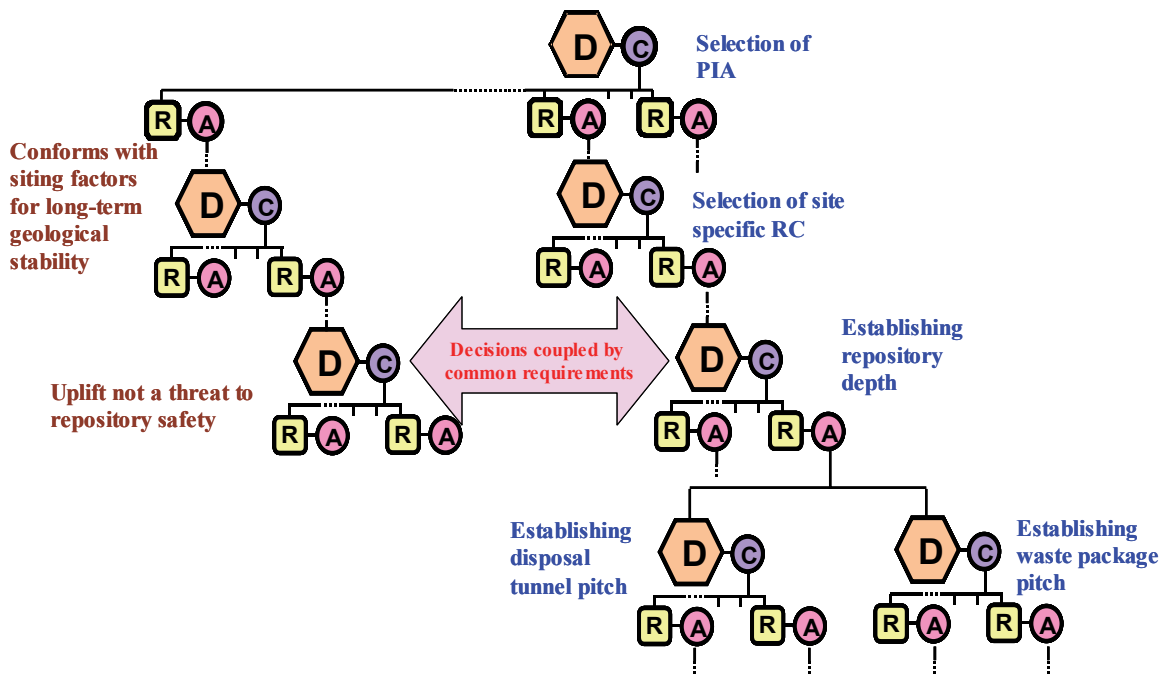 D C
Selection of
PIA
R A R A R A
Conforms with
siting factors
for long-term
geological
stability
D C
D C
Selection of site
specific RC
R A R A
R A R A
Decisions coupled by
common requirements
D C
Uplift not a threat to
repository safety
R A R A
D C
Establishing
repository
depth
R A R A
Establishing
disposal
tunnel pitch
D C
D C
Establishing
waste package
pitch
R A R A
R A R A